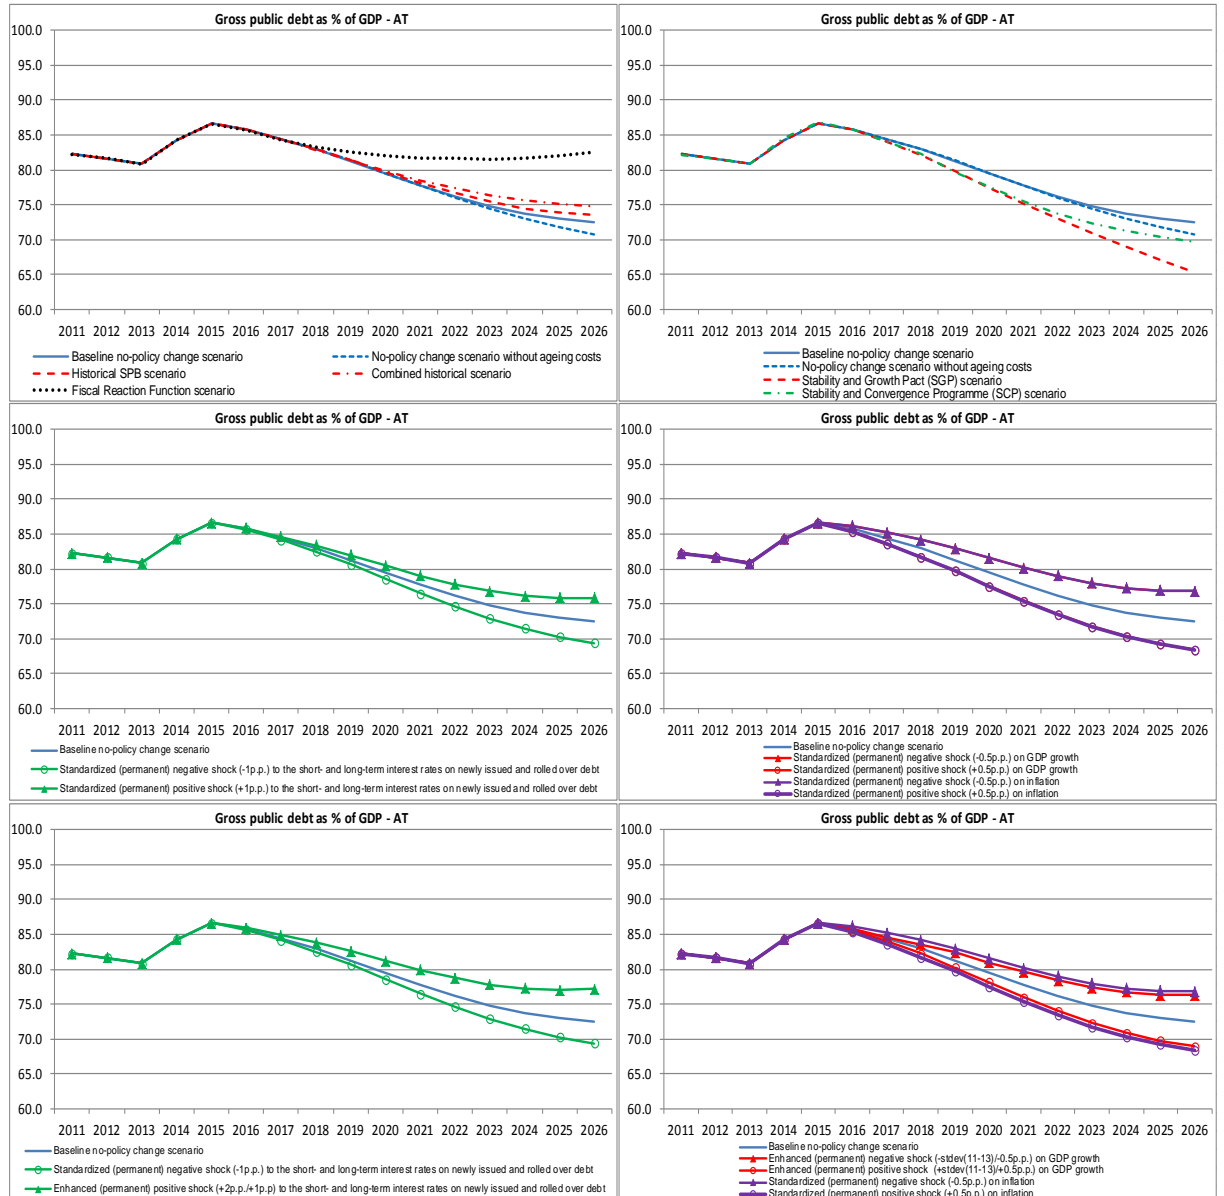 Gross public debt as % of GDP - AT
100.0
95.0
90.0
85.0
80.0
75.0
70.0
65.0
60.0
2011 2012 2013 2014 2015 2016 2017 2018 2019 2020 2021 2022 2023 2024 2025 2026
Baseline no-policy change scenario
No-policy change scenario without ageing costs
Historical SPB scenario
Combined historical scenario
Fiscal Reaction Function scenario
Gross public debt as % of GDP - AT
100.0
95.0
90.0
85.0
80.0
75.0
70.0
65.0
60.0
2011 2012 2013 2014 2015 2016 2017 2018 2019 2020 2021 2022 2023 2024 2025 2026
Baseline no-policy change scenario
No-policy change scenario without ageing costs
Stability and Growth Pact (SGP) scenario
Stability and Convergence Programme (SCP) scenario
Gross public debt as % of GDP - AT
100.0
95.0
90.0
85.0
80.0
75.0
70.0
65.0
60.0
2011 2012 2013 2014 2015 2016 2017 2018 2019 2020 2021 2022 2023 2024 2025 2026
Baseline no-policy change scenario
Standardized (permanent) negative shock (-1p.p.) to the short- and long-term interest rates on newly issued and rolled over debt
Standardized (permanent) positive shock (+1p.p.) to the short- and long-term interest rates on newly issued and rolled over debt
Gross public debt as % of GDP - AT
100.0
95.0
90.0
85.0
80.0
75.0
70.0
65.0
60.0
2011 2012 2013 2014 2015 2016 2017 2018 2019 2020 2021 2022 2023 2024 2025 2026
Baseline no-policy change scenario
Standardized (permanent) negative shock (-0.5p.p.) on GDP growth
Standardized (permanent) positive shock (+0.5p.p.) on GDP growth
Standardized (permanent) negative shock (-0.5p.p.) on inflation
Standardized (permanent) positive shock (+0.5p.p.) on inflation
Gross public debt as % of GDP - AT
100.0
95.0
90.0
85.0
80.0
75.0
70.0
65.0
60.0
2011 2012 2013 2014 2015 2016 2017 2018 2019 2020 2021 2022 2023 2024 2025 2026
Baseline no-policy change scenario
Standardized (permanent) negative shock (-1p.p.) to the short- and long-term interest rates on newly issued and rolled over debt
Enhanced (permanent) positive shock (+2p.p./+1p.p) to the short- and long-term interest rates on newly issued and rolled over debt
Gross public debt as % of GDP - AT
100.0
95.0
90.0
85.0
80.0
75.0
70.0
65.0
60.0
2011 2012 2013 2014 2015 2016 2017 2018 2019 2020 2021 2022 2023 2024 2025 2026
Baseline no-policy change scenario
Enhanced (permanent) negative shock (-stdev(11-13)/-0.5p.p.) on GDP growth
Enhanced (permanent) positive shock (+stdev(11-13)/+0.5p.p.) on GDP growth
Standardized (permanent) negative shock (-0.5p.p.) on inflation
Standardized (permanent) positive shock (+0.5p.p.) on inflation